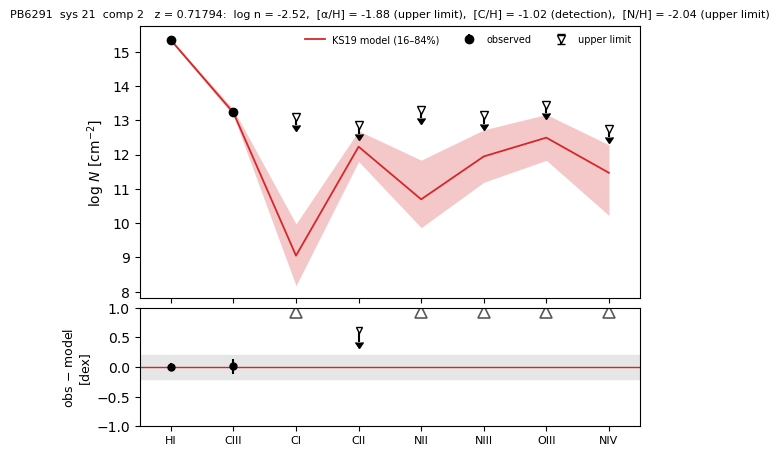 PB6291 sys 21 comp 2 z = 0.71794: log n = -2.52, [α/H] = -1.88 (upper limit), [C/H] = -1.02 (detection), [N/H] = -2.04 (upper limit)
KS19 model (16–84%) observed upper limit
15
14
13
12
11
10
9
8
log N [cm⁻²]
1.0
0.5
0.0
−0.5
−1.0
obs − model
[dex]
HI CIII CI CII NII NIII OIII NIV